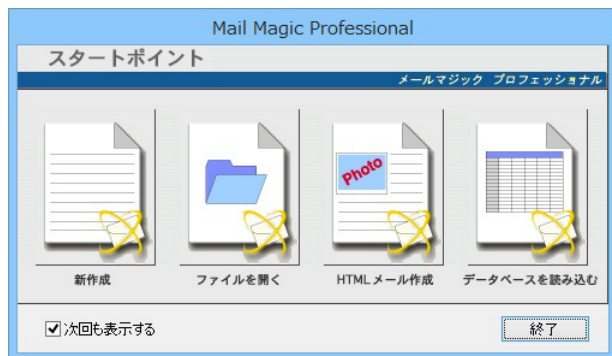 Mail Magic Professional
スタートポイント
メールマジック プロフェッショナル
Photo
新作成
ファイルを開く
HTMLメール作成
データベースを読み込む
次回も表示する
終了